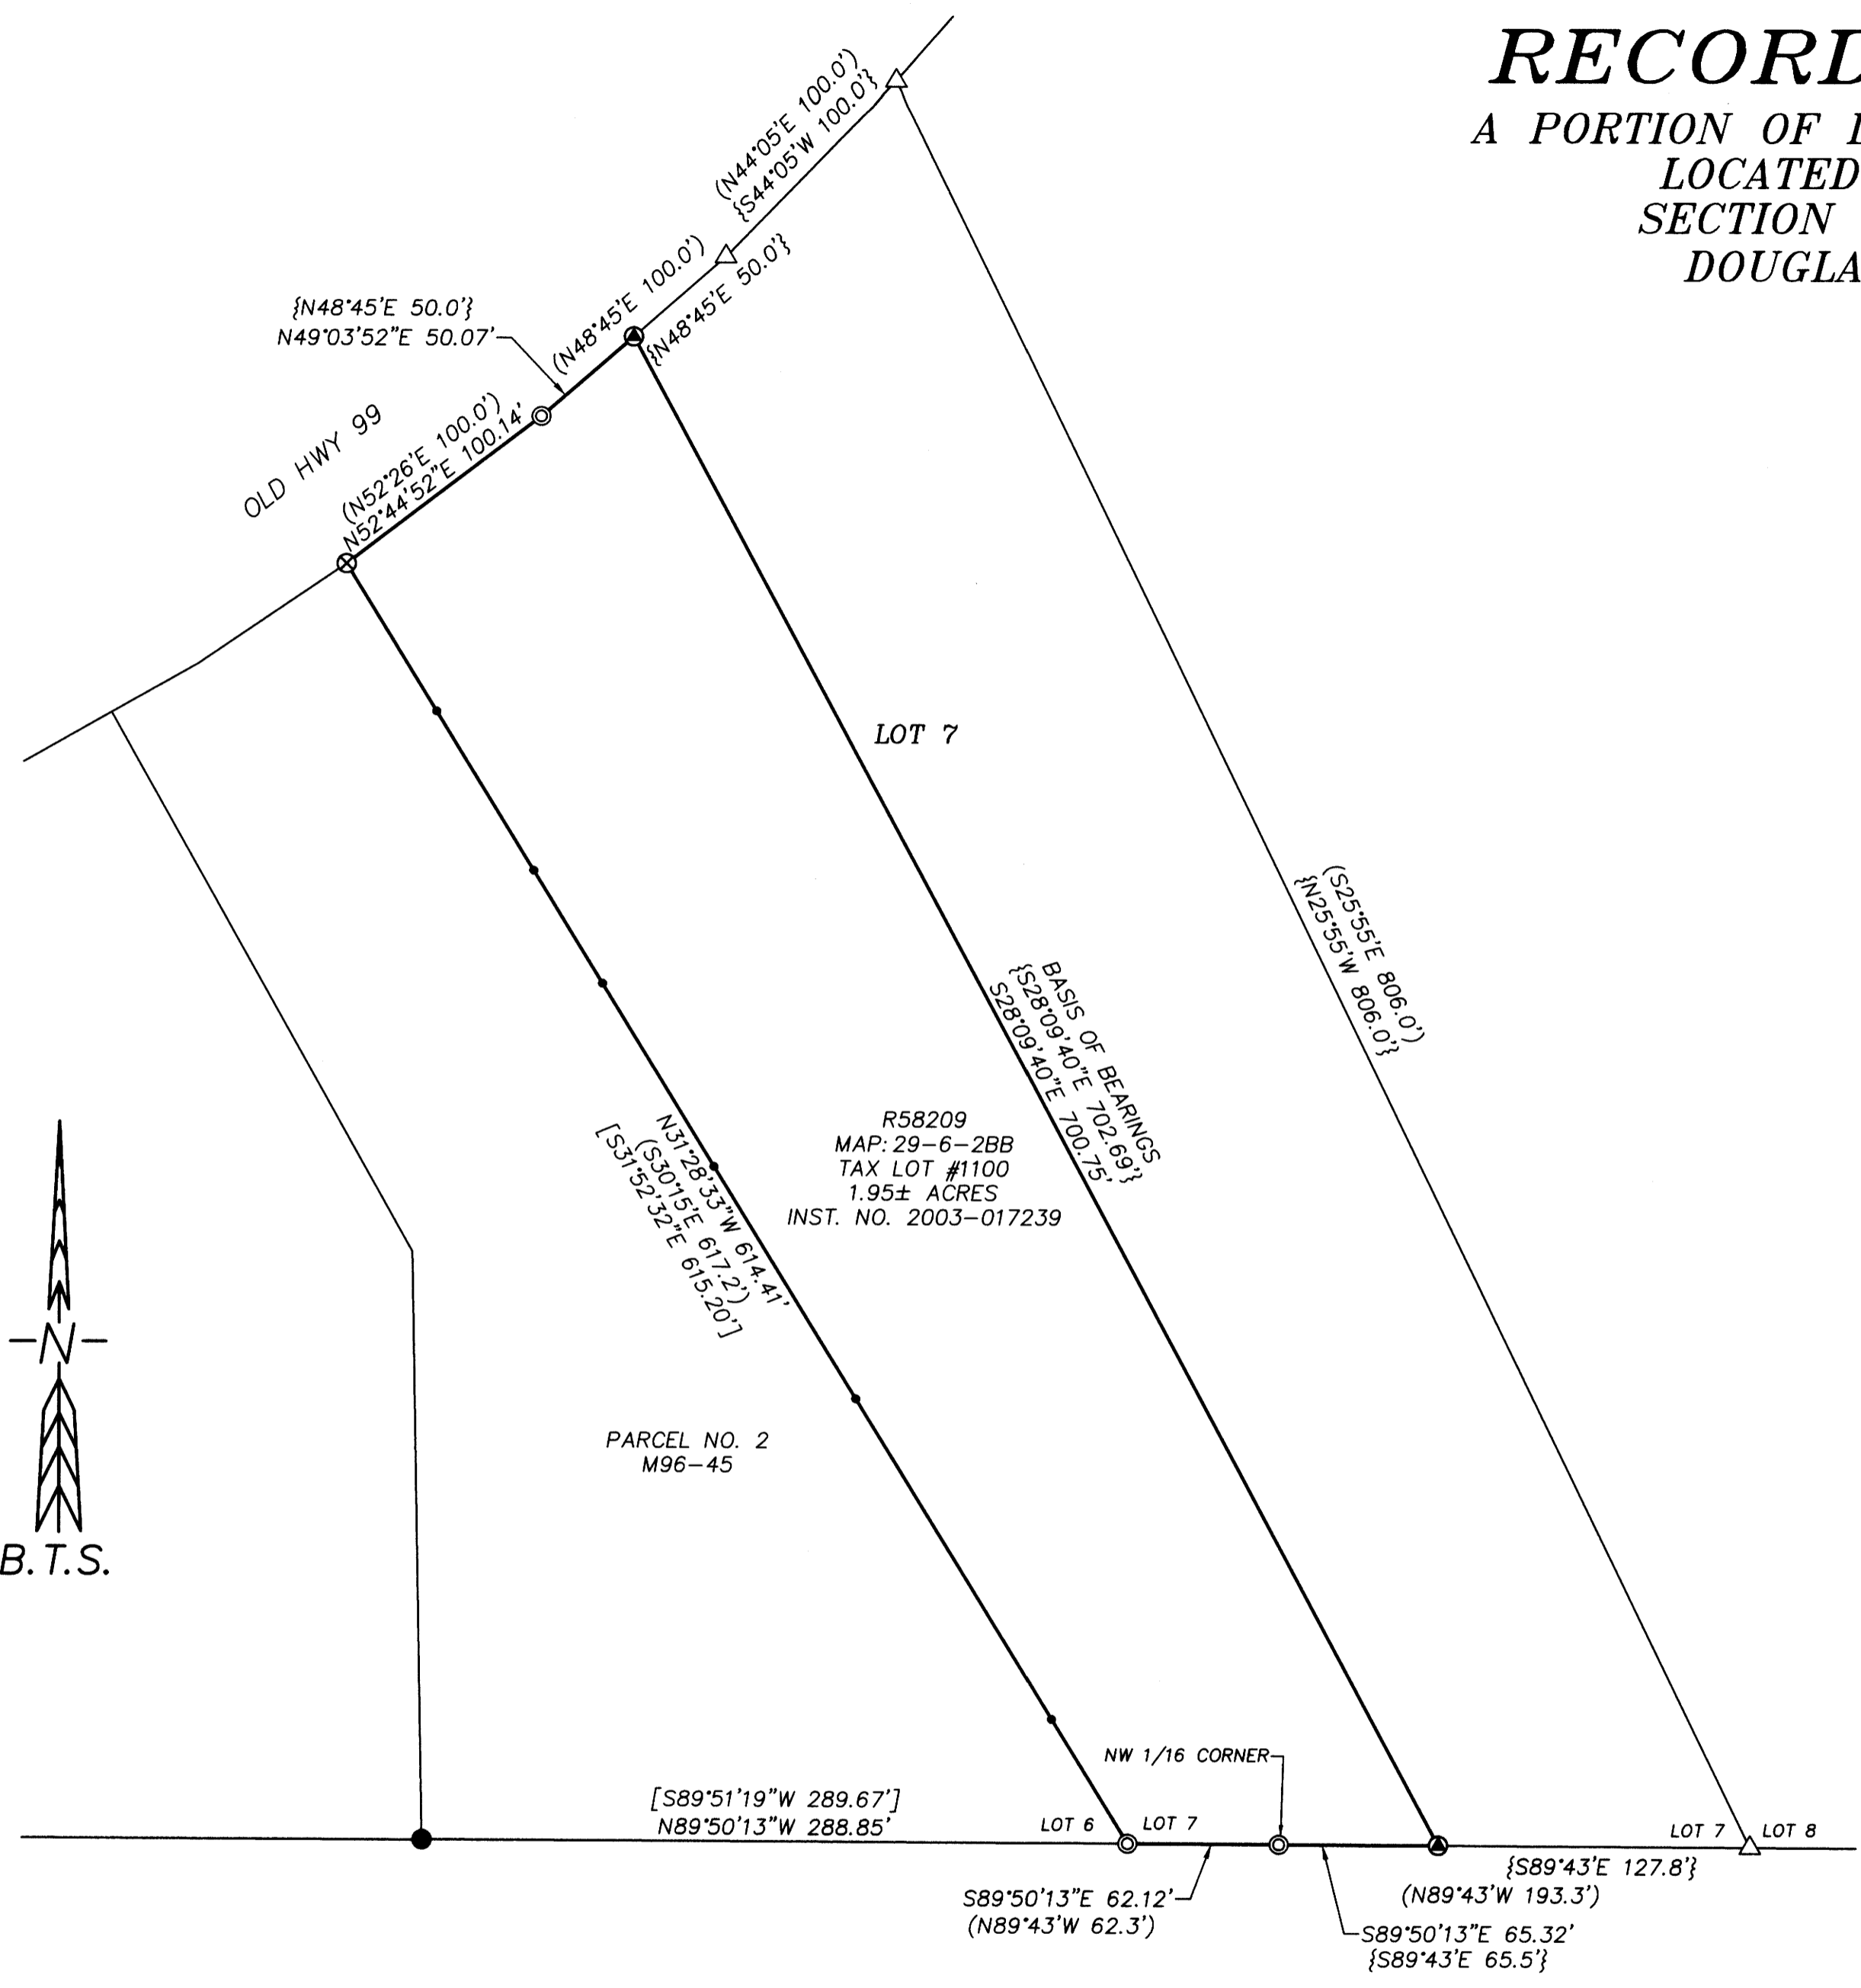 RECORD
A PORTION OF
LOCATED
SECTION
DOUGLA
(N44°05'E 100.0')
{S44°05'W 100.0'}
(N48°45'E 100.0')
{N48°45'E 50.0'}
{N48°45'E 50.0'}
N49°03'52"E 50.07'
(N52°26'E 100.0')
N52°44'52"E 100.14'
OLD HWY 99
LOT 7
(S25°55'E 806.0')
{N25°55'W 806.0'}
BASIS OF BEARINGS
{S28°09'40"E 702.69'}
S28°09'40"E 700.75'
R58209
MAP: 29-6-2BB
TAX LOT #1100
1.95± ACRES
INST. NO. 2003-017239
N31°28'33"W 614.41'
(S30°15'E 617.2')
[S31°52'32"E 615.20']
-N-
B.T.S.
PARCEL NO. 2
M96-45
NW 1/16 CORNER
[S89°51'19"W 289.67']
N89°50'13"W 288.85'
LOT 6
LOT 7
LOT 7
LOT 8
{S89°43'E 127.8'}
(N89°43'W 193.3')
S89°50'13"E 62.12'
(N89°43'W 62.3')
S89°50'13"E 65.32'
{S89°43'E 65.5'}